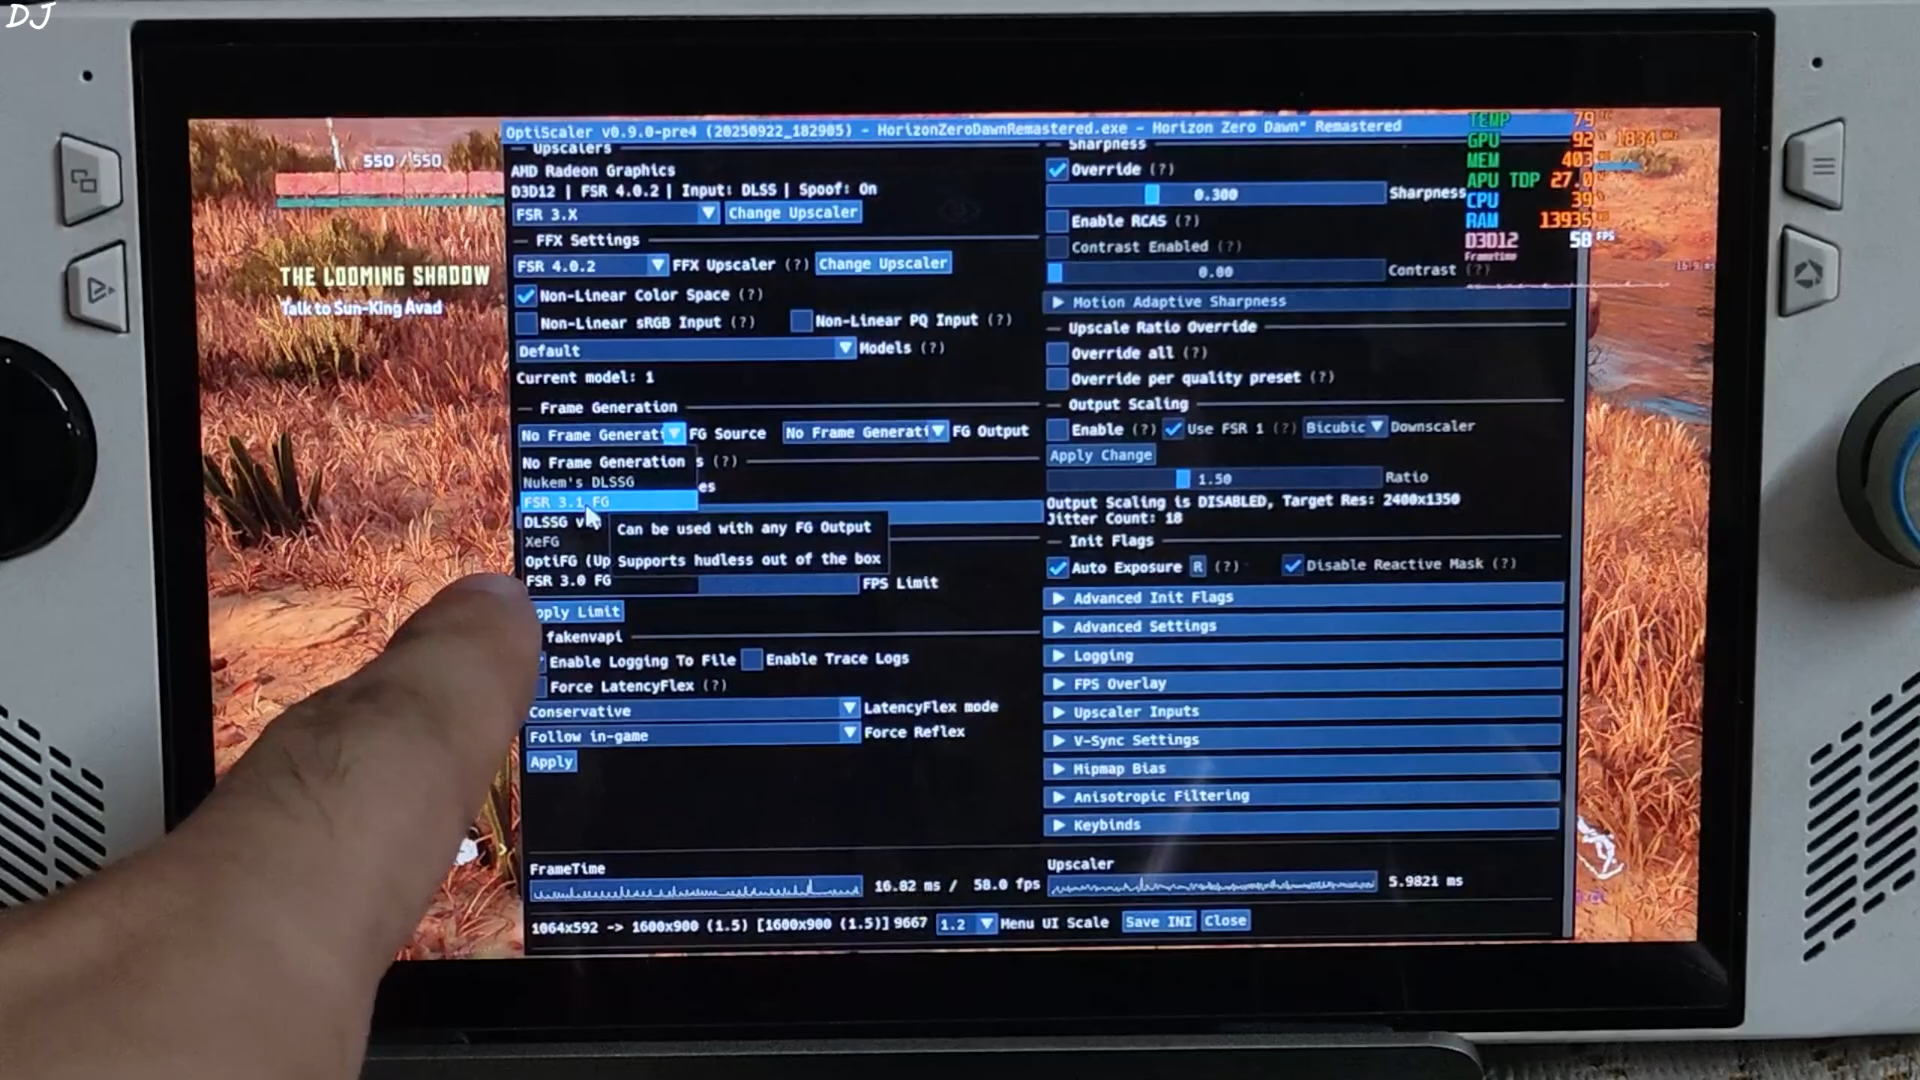 DJ
550 / 550
THE LOOMING SHADOW
Talk to Sun-King Avad
OptiScaler v0.9.0-pre4 (20250922_182905) - HorizonZeroDawnRemastered.exe - Horizon Zero Dawn" Remastered
Upscalers
AMD Radeon Graphics
D3D12 | FSR 4.0.2 | Input: DLSS | Spoof: On
FSR 3.X Change Upscaler
FFX Settings
FSR 4.0.2 FFX Upscaler (?) Change Upscaler
Non-Linear Color Space (?)
Non-Linear sRGB Input (?) Non-Linear PQ Input (?)
Default Models (?)
Current model: 1
Frame Generation
No Frame Generati FG Source No Frame Generati FG Output
No Frame Generation s (?)
Nukem's DLSSG es
FSR 3.1 FG
DLSSG v
XeFG
OptiFG (Up
FSR 3.0 FG
Can be used with any FG Output
Supports hudless out of the box
FPS Limit
pply Limit
fakenvapi
Enable Logging To File Enable Trace Logs
Force LatencyFlex (?)
Conservative LatencyFlex mode
Follow in-game Force Reflex
Apply
Sharpness
Override (?)
0.300 Sharpness
Enable RCAS (?)
Contrast Enabled (?)
0.00 Contrast (?)
Motion Adaptive Sharpness
Upscale Ratio Override
Override all (?)
Override per quality preset (?)
Output Scaling
Enable (?) Use FSR 1 (?) Bicubic Downscaler
Apply Change
1.50 Ratio
Output Scaling is DISABLED, Target Res: 2400x1350
Jitter Count: 18
Init Flags
Auto Exposure R (?) Disable Reactive Mask (?)
Advanced Init Flags
Advanced Settings
Logging
FPS Overlay
Upscaler Inputs
V-Sync Settings
Mipmap Bias
Anisotropic Filtering
Keybinds
FrameTime
16.82 ms / 58.0 fps
Upscaler
5.9821 ms
1064x592 -> 1600x900 (1.5) [1600x900 (1.5)] 9667 1.2 Menu UI Scale Save INI Close
TEMP 79
GPU 92 1834
MEM 403
APU TDP 27.0
CPU 39
RAM 13935
D3D12 58 FPS
Frametime